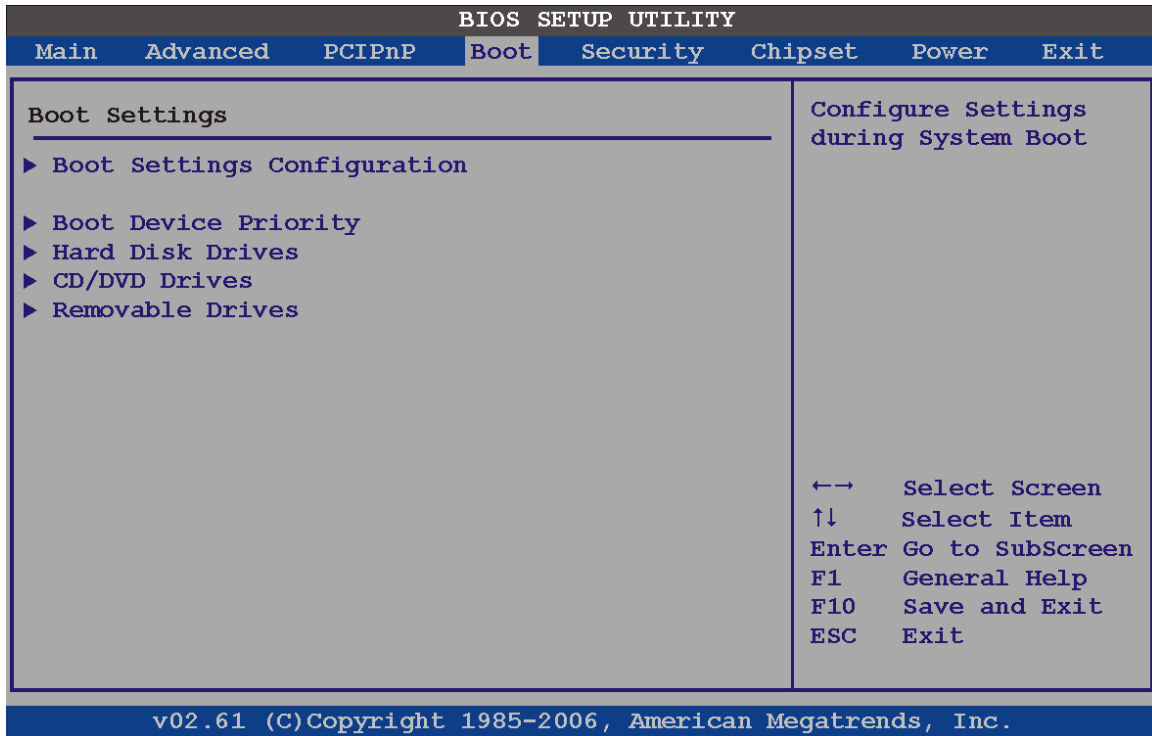 BIOS SETUP UTILITY
Main Advanced PCIPnP Boot Security Chipset Power Exit
Boot Settings
▶ Boot Settings Configuration
▶ Boot Device Priority
▶ Hard Disk Drives
▶ CD/DVD Drives
▶ Removable Drives
Configure Settings
during System Boot
←→ Select Screen
↑↓ Select Item
Enter Go to SubScreen
F1 General Help
F10 Save and Exit
ESC Exit
v02.61 (C)Copyright 1985-2006, American Megatrends, Inc.